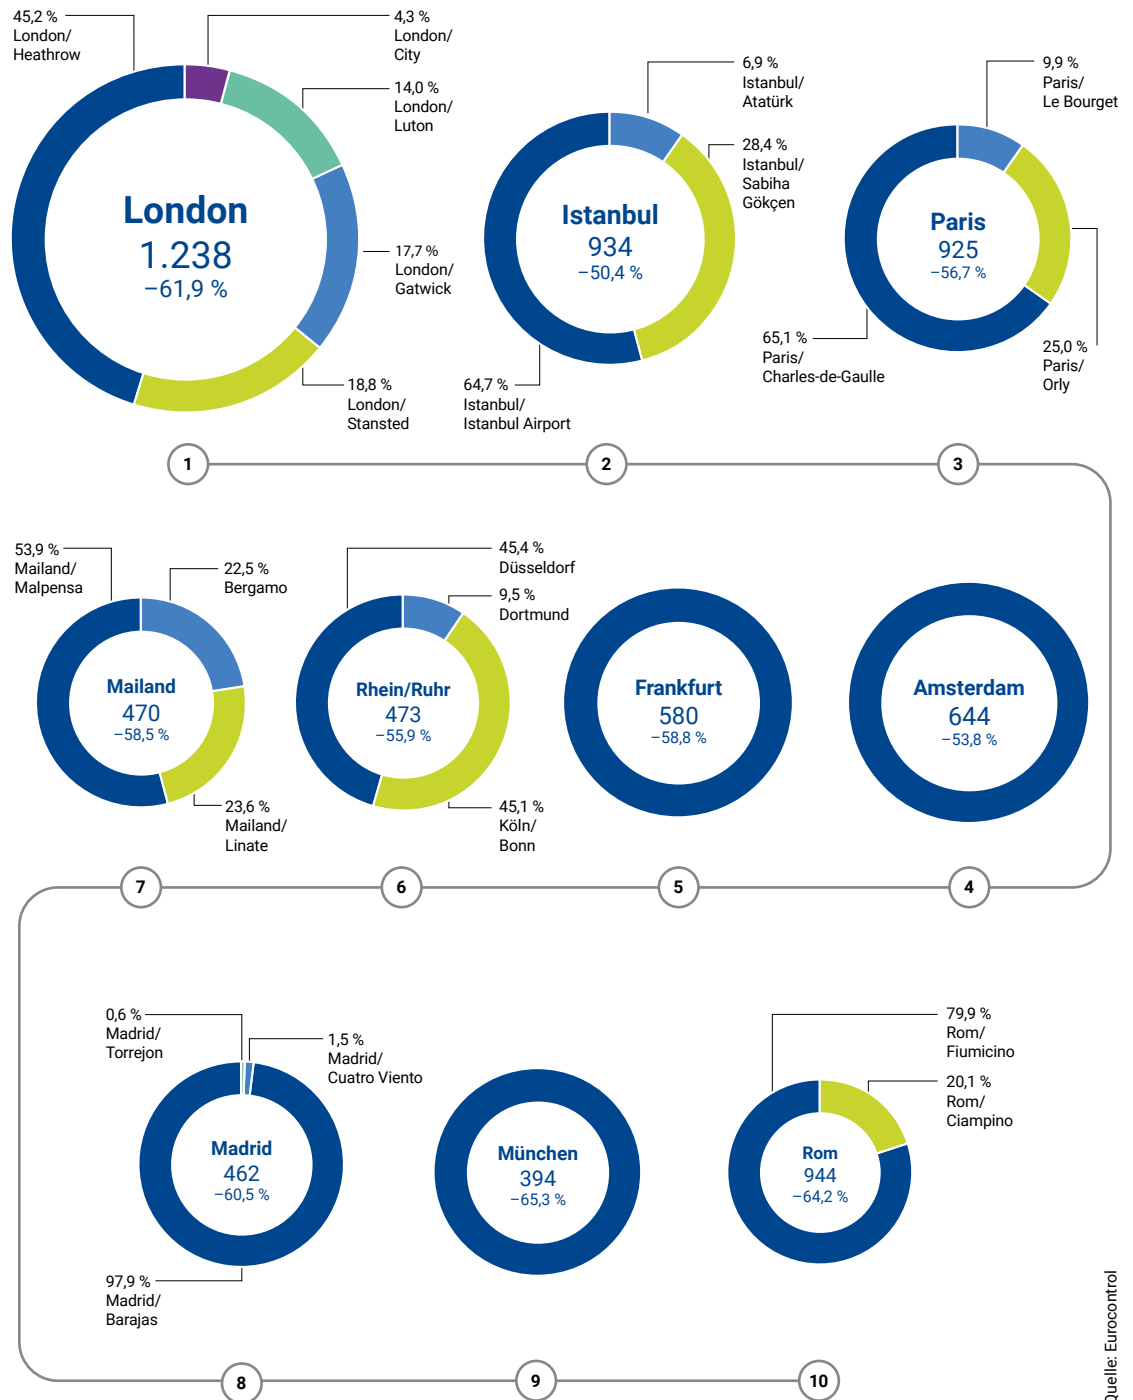 45,2 %
London/
Heathrow
4,3 %
London/
City
14,0 %
London/
Luton
17,7 %
London/
Gatwick
18,8 %
London/
Stansted
London
1.238
–61,9 %
6,9 %
Istanbul/
Atatürk
28,4 %
Istanbul/
Sabiha
Gökçen
64,7 %
Istanbul/
Istanbul Airport
Istanbul
934
–50,4 %
9,9 %
Paris/
Le Bourget
25,0 %
Paris/
Orly
65,1 %
Paris/
Charles-de-Gaulle
Paris
925
–56,7 %
1
2
3
53,9 %
Mailand/
Malpensa
22,5 %
Bergamo
23,6 %
Mailand/
Linate
Mailand
470
–58,5 %
45,4 %
Düsseldorf
9,5 %
Dortmund
45,1 %
Köln/
Bonn
Rhein/Ruhr
473
–55,9 %
Frankfurt
580
–58,8 %
Amsterdam
644
–53,8 %
7
6
5
4
0,6 %
Madrid/
Torrejon
1,5 %
Madrid/
Cuatro Viento
97,9 %
Madrid/
Barajas
Madrid
462
–60,5 %
München
394
–65,3 %
79,9 %
Rom/
Fiumicino
20,1 %
Rom/
Ciampino
Rom
944
–64,2 %
8
9
10
Quelle: Eurocontrol